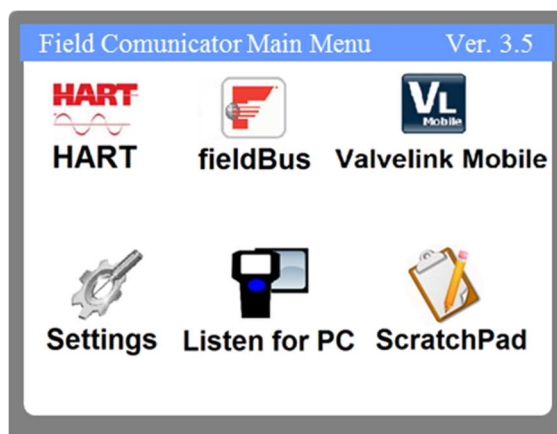 Field Comunicator Main Menu Ver. 3.5
HART
HART
fieldBus
VL
Mobile
Valvelink Mobile
Settings
Listen for PC
ScratchPad